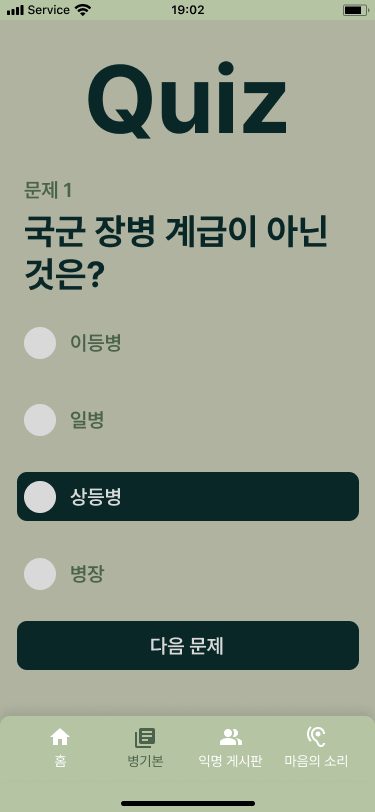 Service 19:02
Quiz
문제 1
국군 장병 계급이 아닌
것은?
이등병
일병
상등병
병장
다음 문제
홈 병기본 익명 게시판 마음의 소리